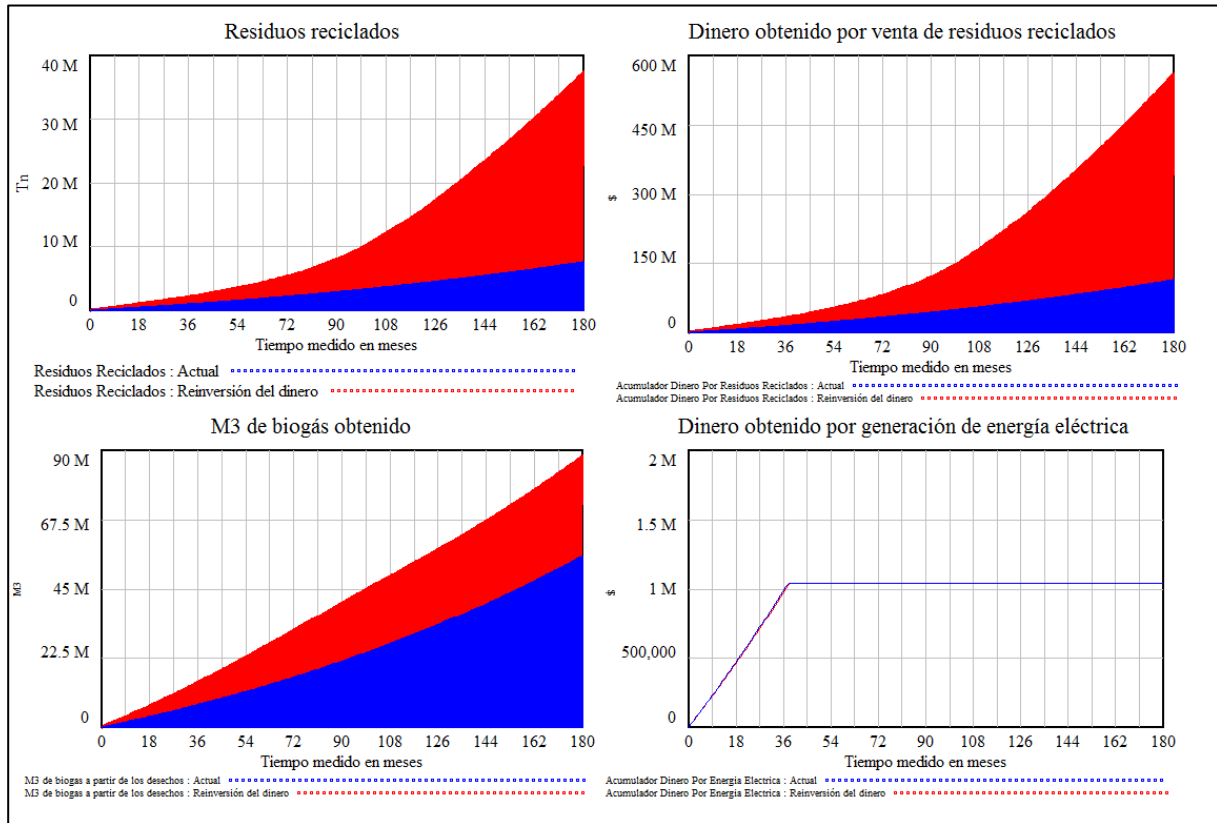 Residuos reciclados
40 M
30 M
20 M
10 M
0
Tn
0 18 36 54 72 90 108 126 144 162 180
Tiempo medido en meses
Residuos Reciclados : Actual
Residuos Reciclados : Reinversión del dinero
Dinero obtenido por venta de residuos reciclados
600 M
450 M
300 M
150 M
0
$
0 18 36 54 72 90 108 126 144 162 180
Tiempo medido en meses
Acumulador Dinero Por Residuos Reciclados : Actual
Acumulador Dinero Por Residuos Reciclados : Reinversión del dinero
M3 de biogás obtenido
90 M
67.5 M
45 M
22.5 M
0
M3
0 18 36 54 72 90 108 126 144 162 180
Tiempo medido en meses
M3 de biogas a partir de los desechos : Actual
M3 de biogas a partir de los desechos : Reinversión del dinero
Dinero obtenido por generación de energía eléctrica
2 M
1.5 M
1 M
500,000
0
$
0 18 36 54 72 90 108 126 144 162 180
Tiempo medido en meses
Acumulador Dinero Por Energia Electrica : Actual
Acumulador Dinero Por Energia Electrica : Reinversión del dinero